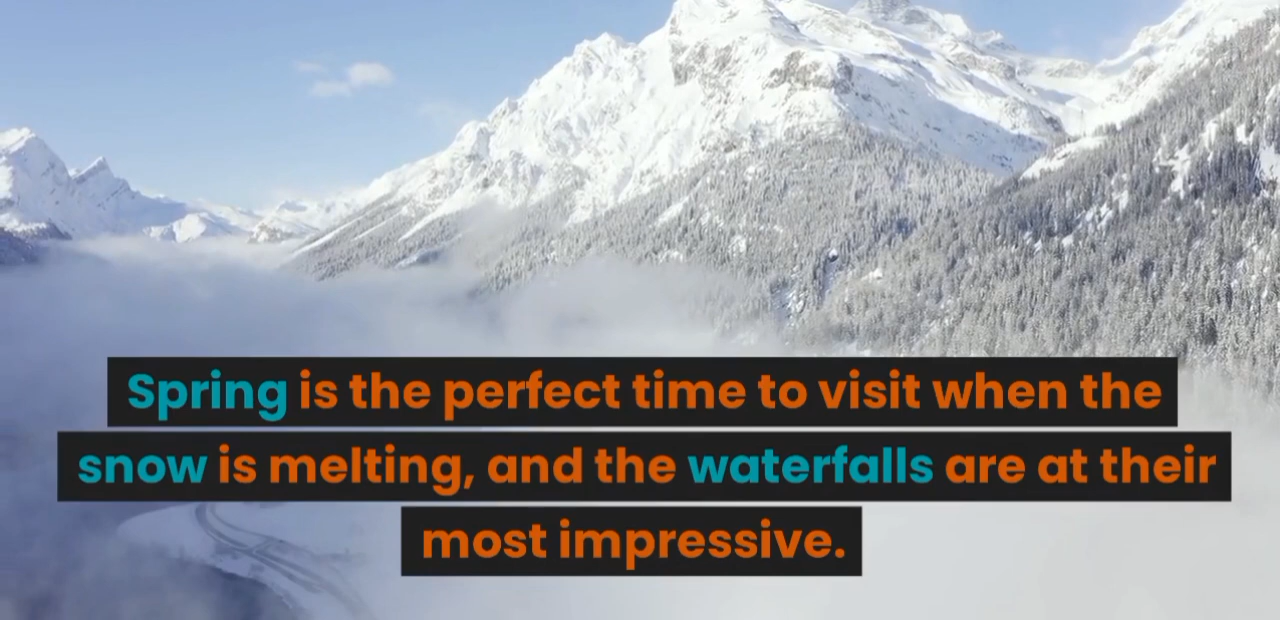 Spring is the perfect time to visit when the
snow is melting, and the waterfalls are at their
most impressive.